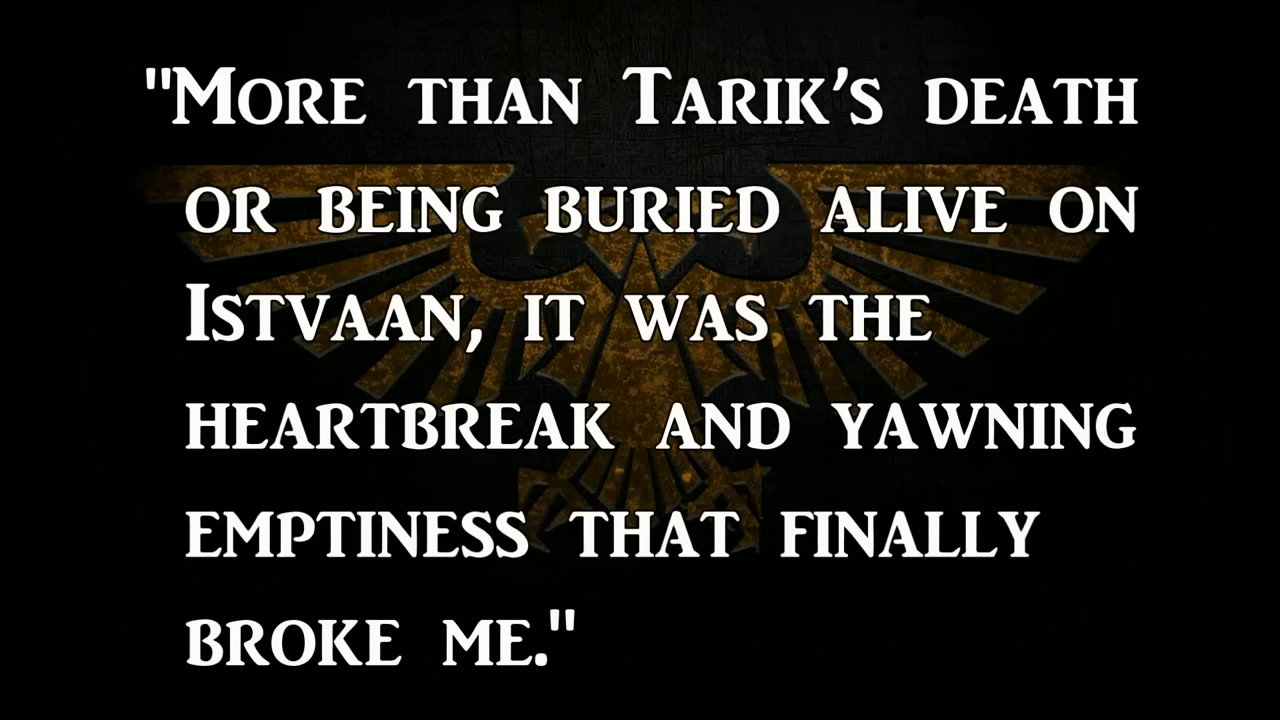 "More than Tarik’s death
or being buried alive on
Istvaan, it was the
heartbreak and yawning
emptiness that finally
broke me."